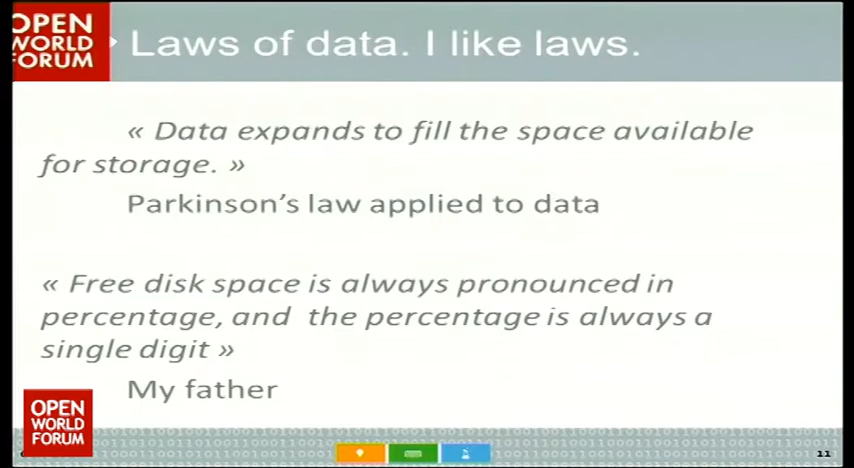 OPEN
WORLD
FORUM
Laws of data. I like laws.
« Data expands to fill the space available
for storage. »
Parkinson's law applied to data
« Free disk space is always pronounced in
percentage, and the percentage is always a
single digit »
My father
OPEN
WORLD
FORUM
11